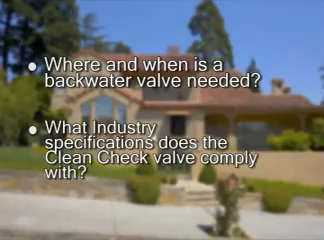 Where and when is a
backwater valve needed?
What Industry
specifications does the
Clean Check valve comply
with?